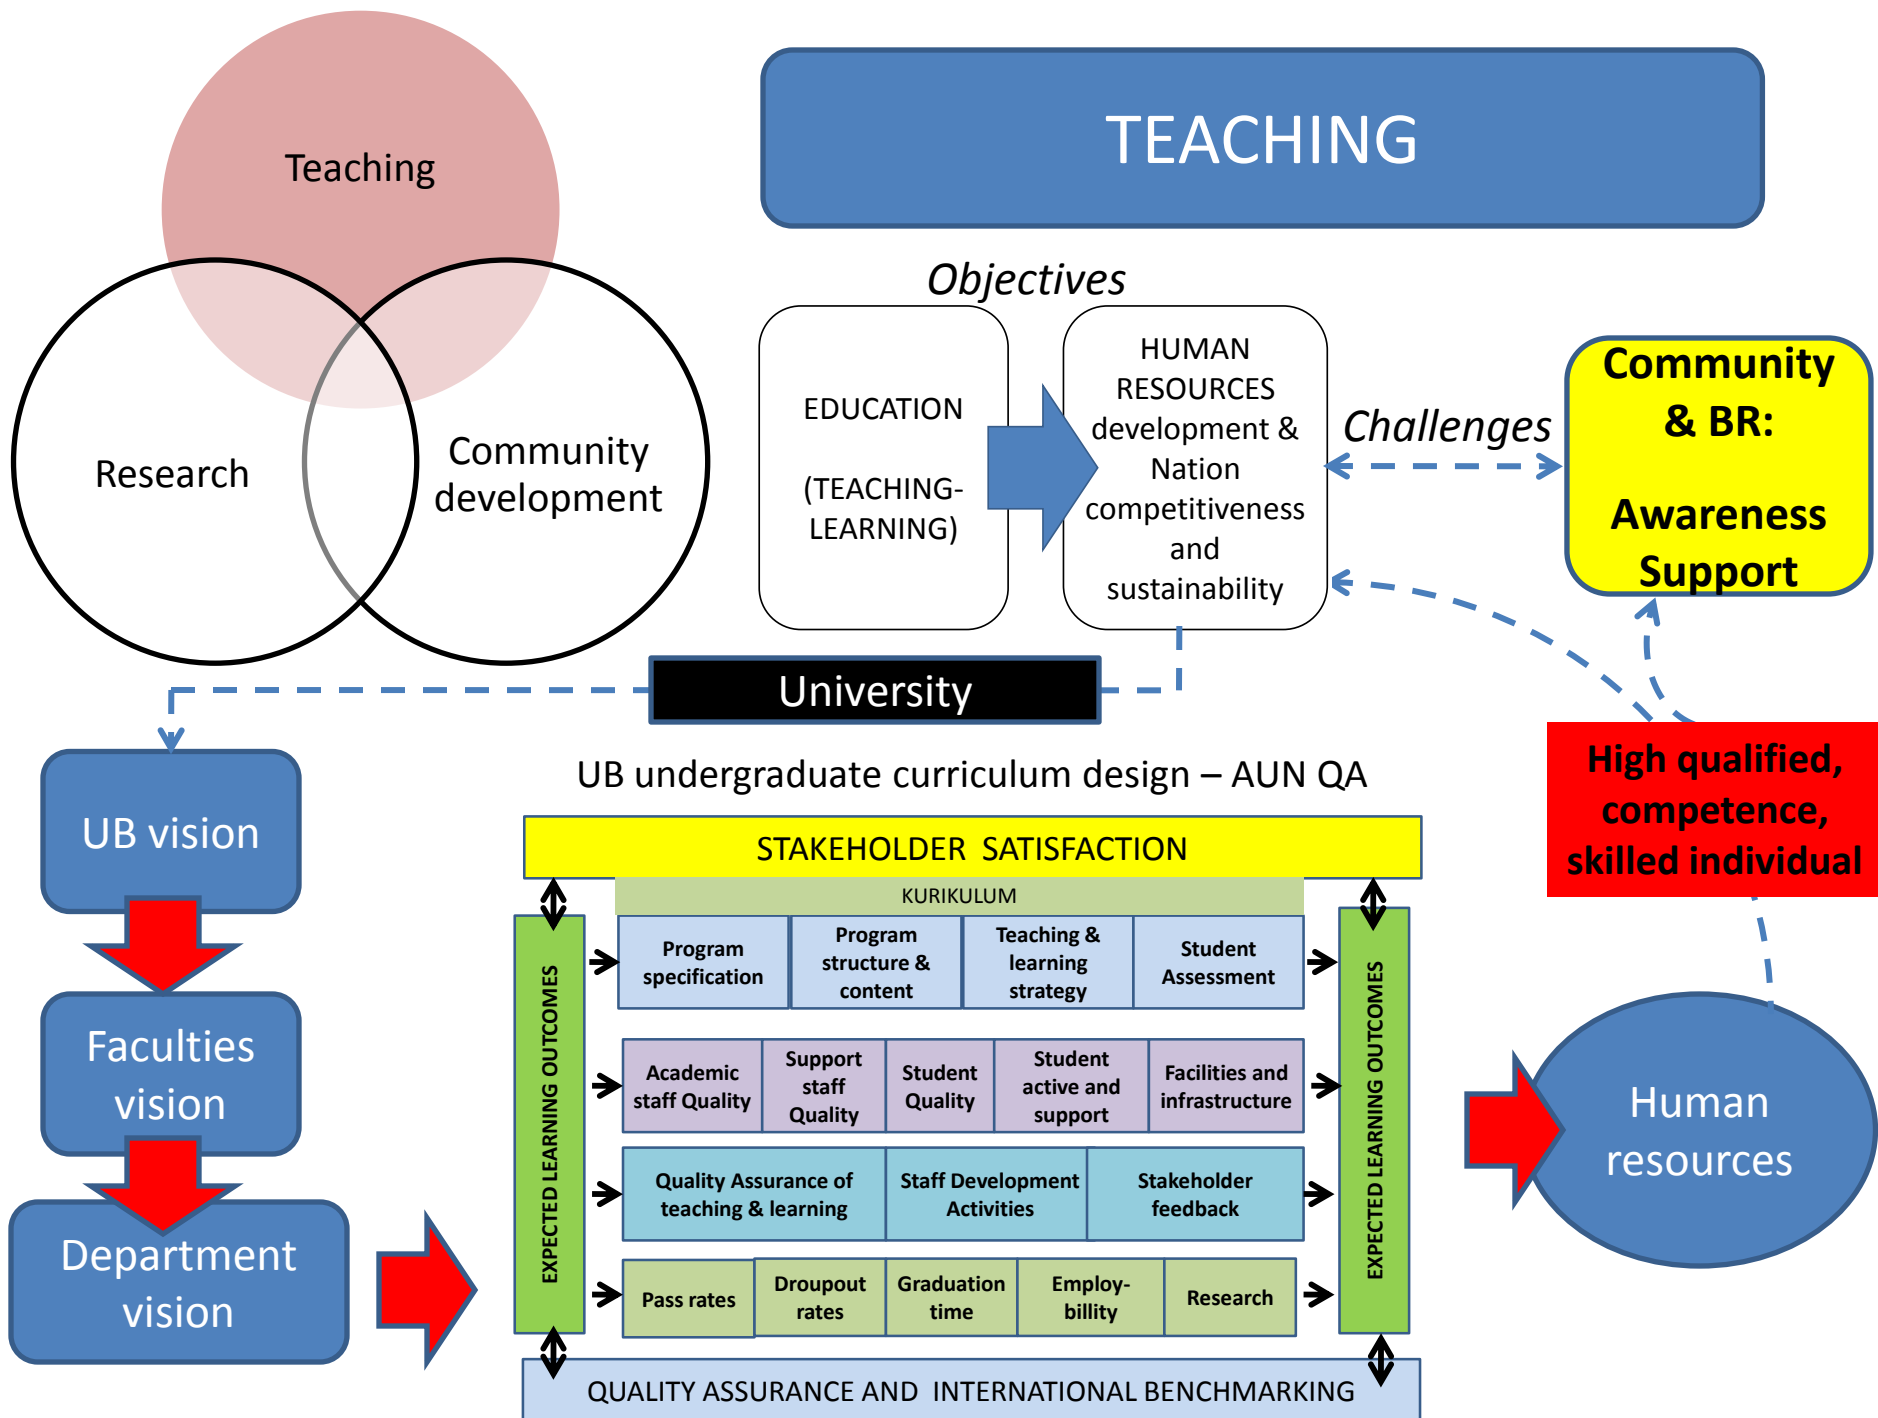 Teaching
Research
Community
development
TEACHING
Objectives
EDUCATION
(TEACHING-
LEARNING)
HUMAN
RESOURCES
development &
Nation
competitiveness
and
sustainability
Challenges
Community
& BR:
Awareness
Support
University
High qualified,
competence,
skilled individual
UB vision
Faculties
vision
Department
vision
UB undergraduate curriculum design – AUN QA
STAKEHOLDER SATISFACTION
KURIKULUM
EXPECTED LEARNING OUTCOMES
Program
specification
Program
structure &
content
Teaching &
learning
strategy
Student
Assessment
Academic
staff Quality
Support
staff
Quality
Student
Quality
Student
active and
support
Facilities and
infrastructure
Quality Assurance of
teaching & learning
Staff Development
Activities
Stakeholder
feedback
Pass rates
Droupout
rates
Graduation
time
Employ-
billity
Research
EXPECTED LEARNING OUTCOMES
QUALITY ASSURANCE AND INTERNATIONAL BENCHMARKING
Human
resources